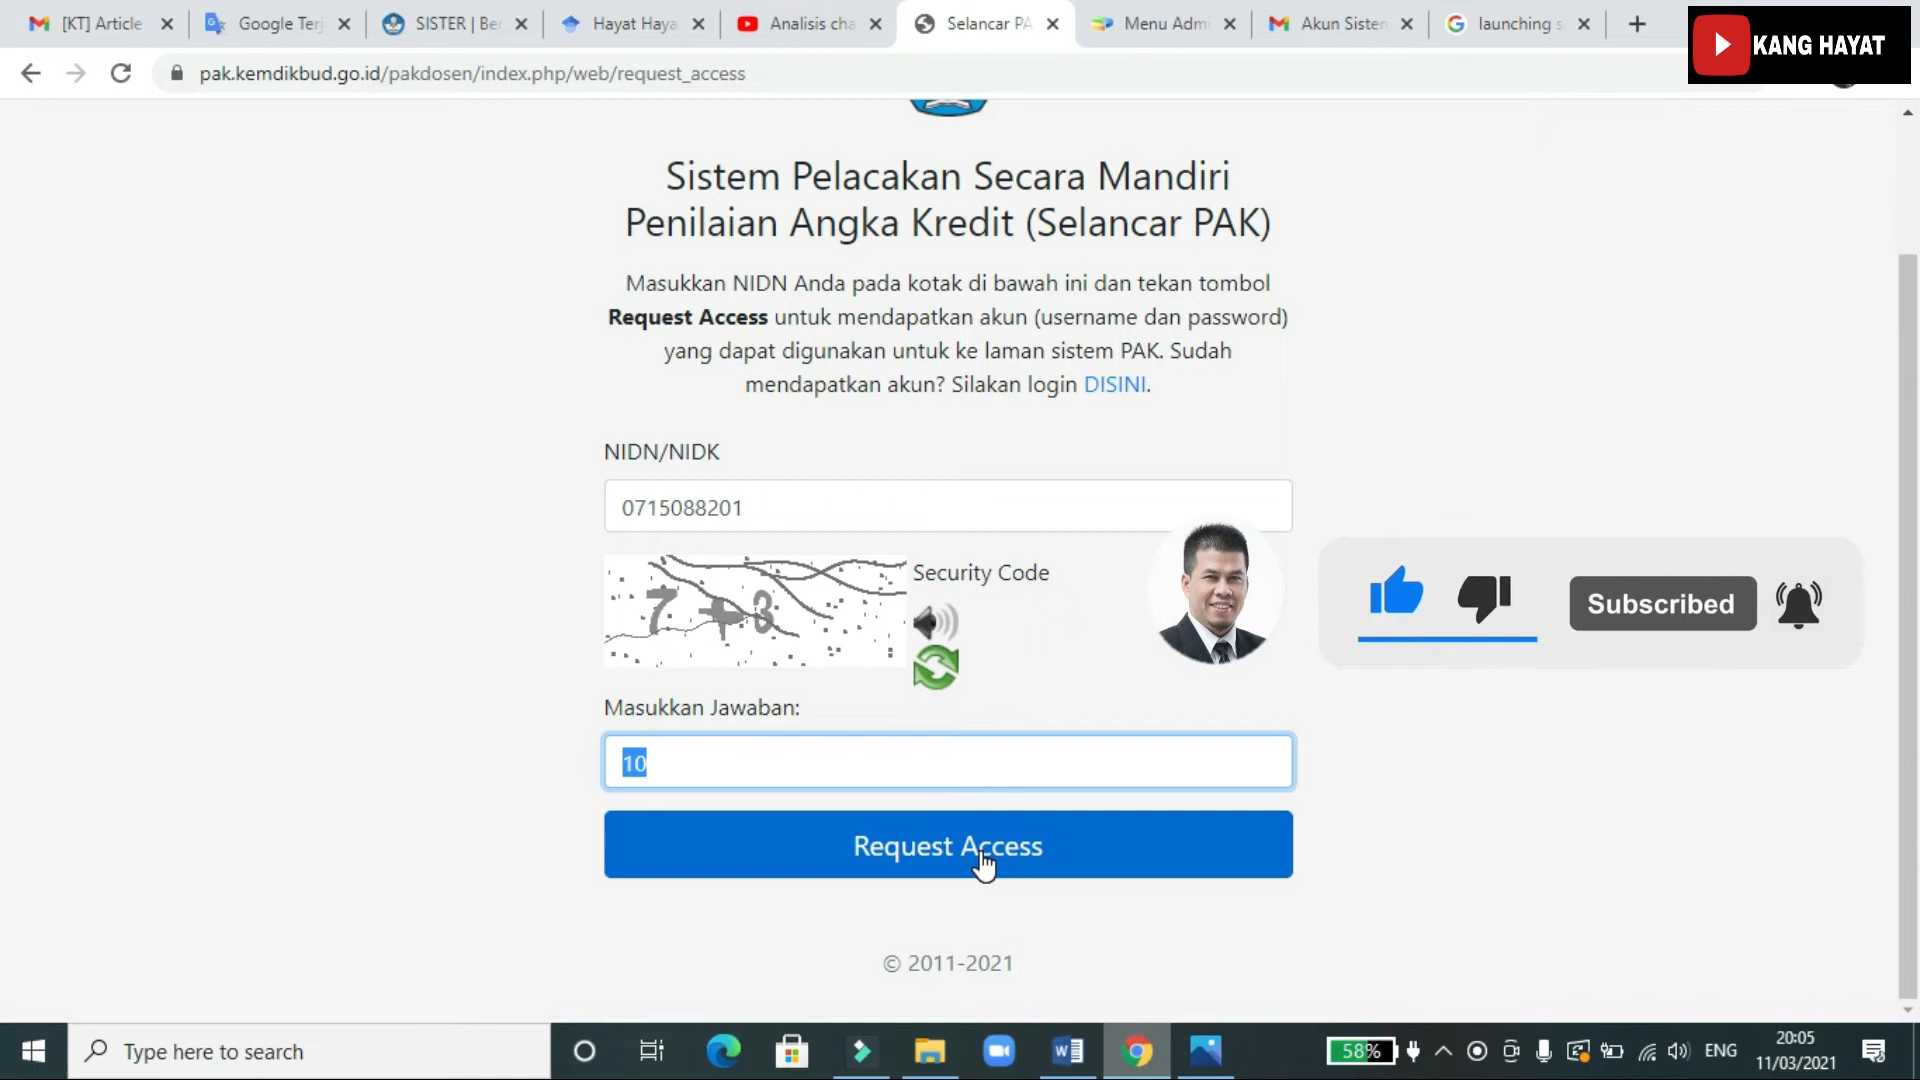 [KT] Article
Google Ter
SISTER | Ber
Hayat Haya
Analisis cha
Selancar PA
Menu Admi
Akun Sister
launching s
KANG HAYAT
pak.kemdikbud.go.id/pakdosen/index.php/web/request_access
Sistem Pelacakan Secara Mandiri
Penilaian Angka Kredit (Selancar PAK)
Masukkan NIDN Anda pada kotak di bawah ini dan tekan tombol
Request Access untuk mendapatkan akun (username dan password)
yang dapat digunakan untuk ke laman sistem PAK. Sudah
mendapatkan akun? Silakan login DISINI.
NIDN/NIDK
0715088201
7 + 3
Security Code
Subscribed
Masukkan Jawaban:
10
Request Access
© 2011-2021
Type here to search
58%
ENG
20:05
11/03/2021